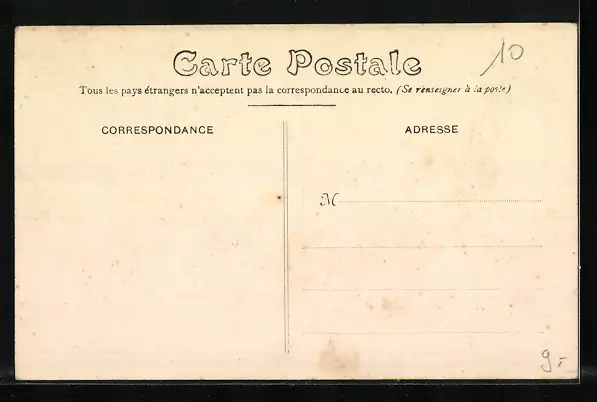 Carte Postale
10
Tous les pays étrangers n'acceptent pas la correspondance au recto. (Se renseigner à la poste)
CORRESPONDANCE
ADRESSE
M
9.-